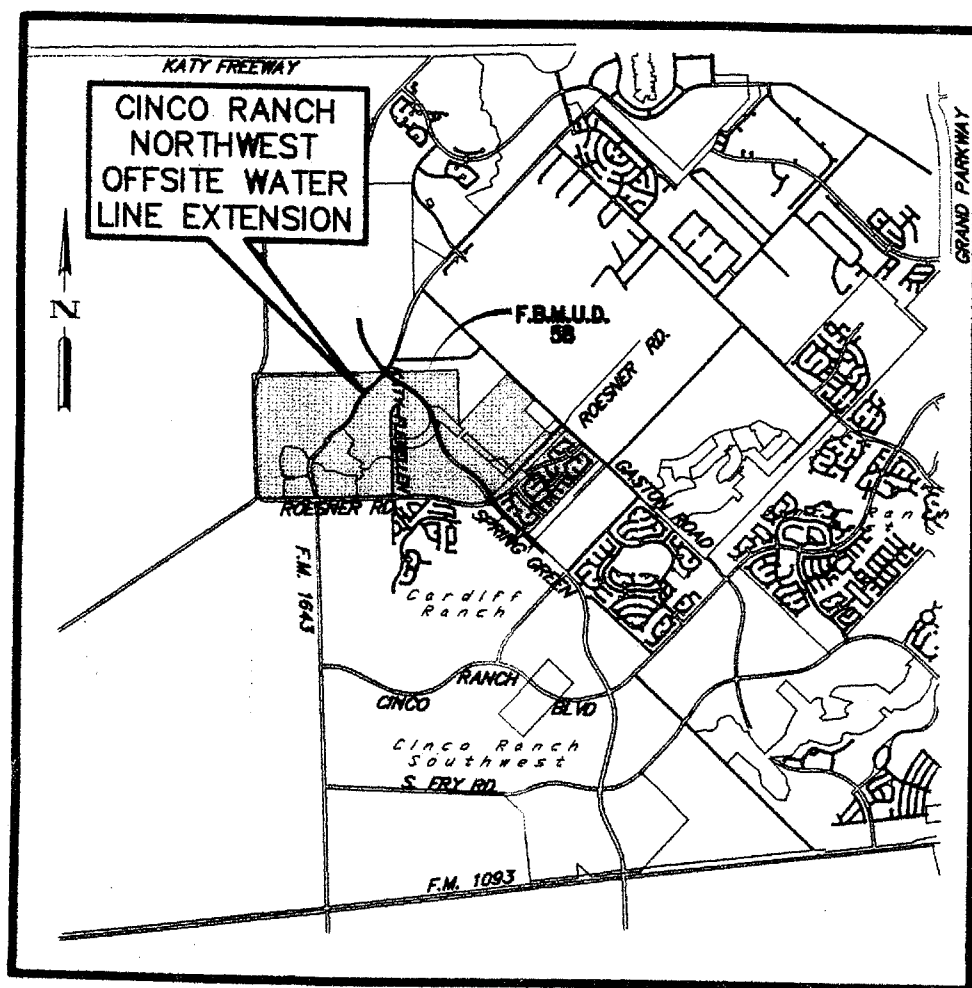 KATY FREEWAY
CINCO RANCH
NORTHWEST
OFFSITE WATER
LINE EXTENSION
GRAND PARKWAY
N
F.B.M.U.D.
58
ROESNER RD.
GASTON ROAD
ROESNER RD.
SPRING GREEN
F.M. 1643
Cardiff
Ranch
CINCO RANCH BLVD
Cinco Ranch
Southwest
S. FRY RD.
F.M. 1093